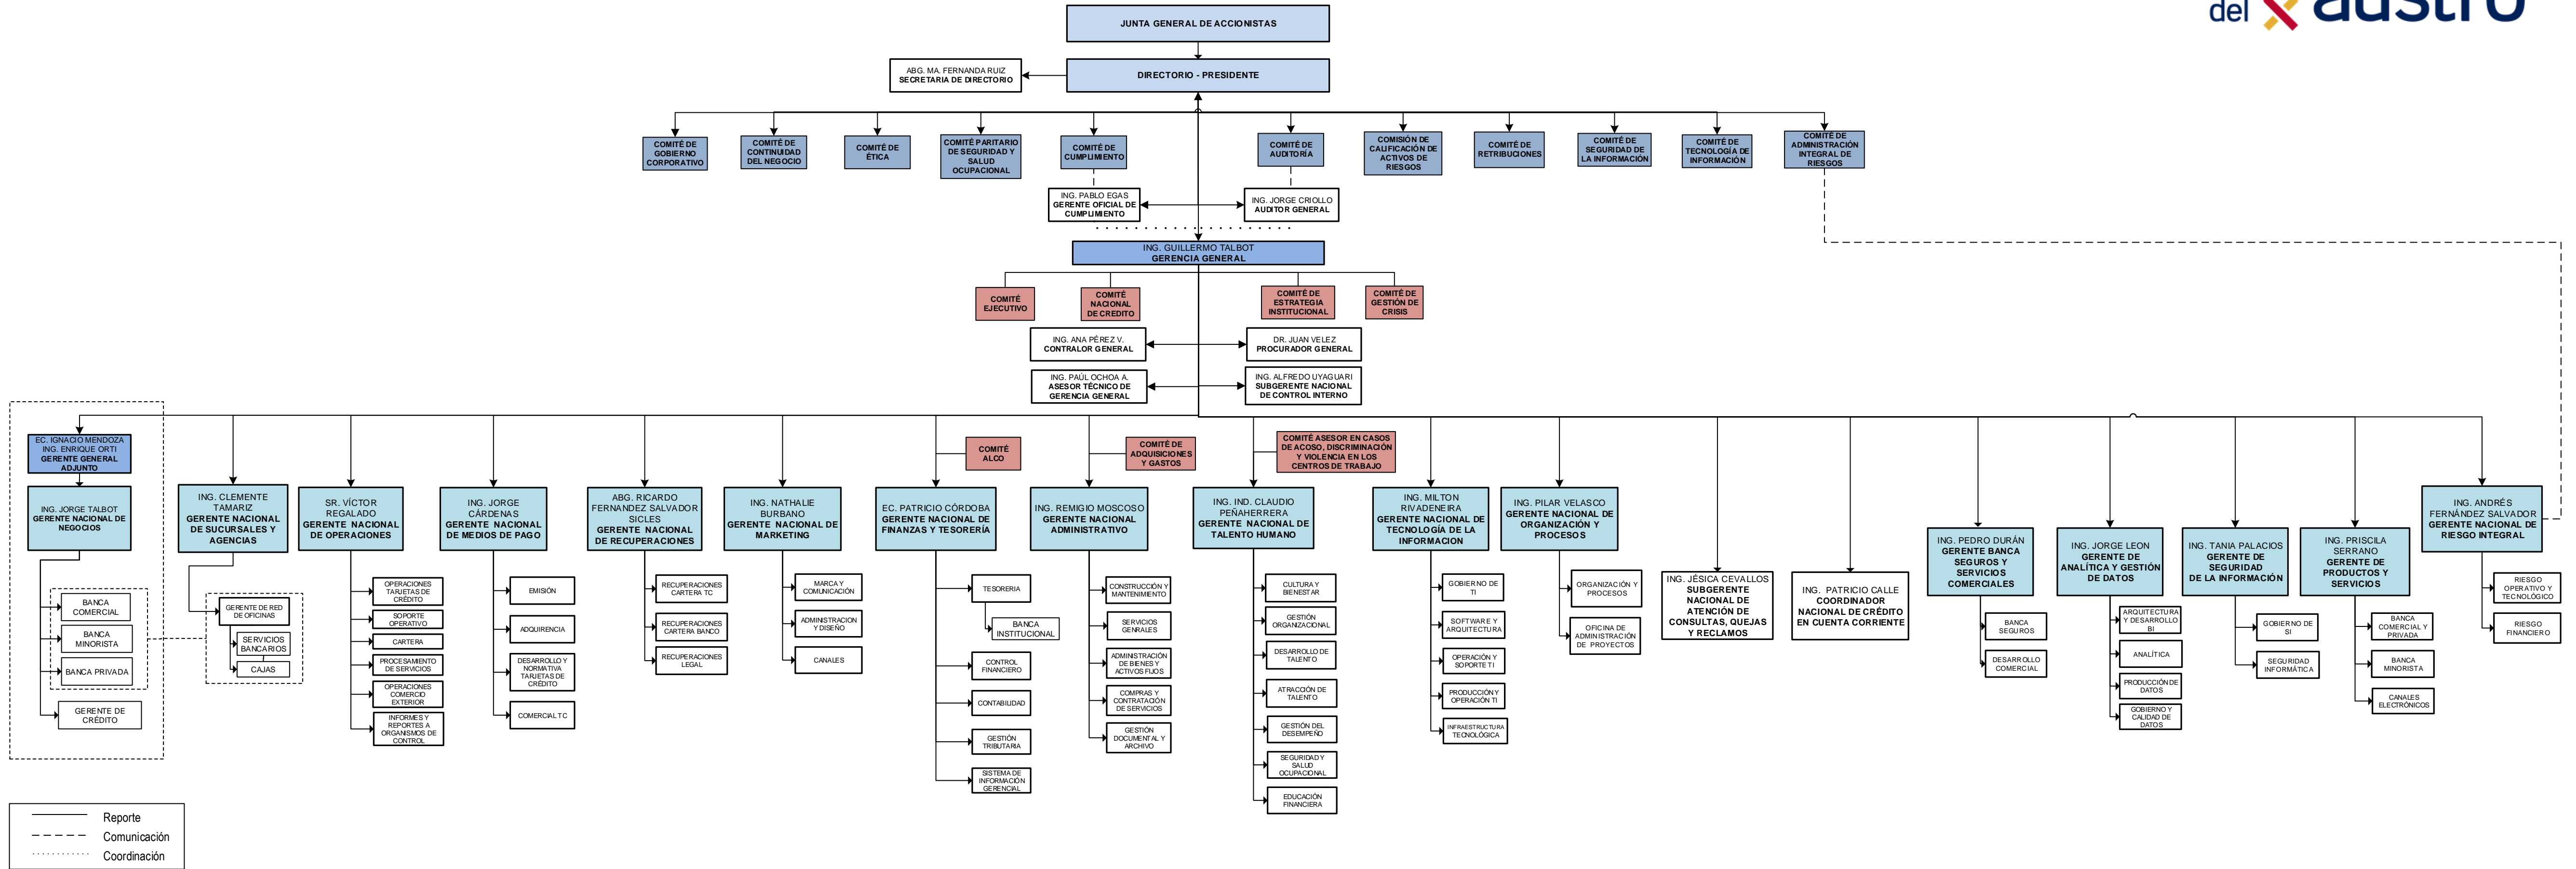 del austro
JUNTA GENERAL DE ACCIONISTAS
ABG. MA. FERNANDA RUIZ
SECRETARIA DE DIRECTORIO
DIRECTORIO - PRESIDENTE
COMITÉ DE
GOBIERNO
CORPORATIVO
COMITÉ DE
CONTINUIDAD
DEL NEGOCIO
COMITÉ DE
ÉTICA
COMITÉ PARITARIO
DE SEGURIDAD Y
SALUD
OCUPACIONAL
COMITÉ DE
CUMPLIMIENTO
COMITÉ DE
AUDITORÍA
COMISIÓN DE
CALIFICACIÓN DE
ACTIVOS DE
RIESGOS
COMITÉ DE
RETRIBUCIONES
COMITÉ DE
SEGURIDAD DE
LA INFORMACIÓN
COMITÉ DE
TECNOLOGÍA DE
INFORMACIÓN
COMITÉ DE
ADMINISTRACIÓN
INTEGRAL DE
RIESGOS
ING. PABLO EGAS
GERENTE OFICIAL DE
CUMPLIMIENTO
ING. JORGE CRIOLLO
AUDITOR GENERAL
ING. GUILLERMO TALBOT
GERENCIA GENERAL
COMITÉ
EJECUTIVO
COMITÉ
NACIONAL
DE CREDITO
COMITÉ DE
ESTRATEGIA
INSTITUCIONAL
COMITÉ DE
GESTIÓN DE
CRISIS
ING. ANA PÉREZ V.
CONTRALOR GENERAL
DR. JUAN VELEZ
PROCURADOR GENERAL
ING. PAÚL OCHOA A.
ASESOR TÉCNICO DE
GERENCIA GENERAL
ING. ALFREDO UYAGUARI
SUBGERENTE NACIONAL
DE CONTROL INTERNO
EC. IGNACIO MENDOZA
ING. ENRIQUE ORTI
GERENTE GENERAL
ADJUNTO
COMITÉ
ALCO
COMITÉ DE
ADQUISICIONES
Y GASTOS
COMITÉ ASESOR EN CASOS
DE ACOSO, DISCRIMINACIÓN
Y VIOLENCIA EN LOS
CENTROS DE TRABAJO
ING. JORGE TALBOT
GERENTE NACIONAL DE
NEGOCIOS
BANCA
COMERCIAL
BANCA
MINORISTA
BANCA PRIVADA
GERENTE DE
CRÉDITO
ING. CLEMENTE
TAMARIZ
GERENTE NACIONAL
DE SUCURSALES Y
AGENCIAS
GERENTE DE RED
DE OFICINAS
SERVICIOS
BANCARIOS
CAJAS
SR. VÍCTOR
REGALADO
GERENTE NACIONAL
DE OPERACIONES
OPERACIONES
TARJETAS DE
CRÉDITO
SOPORTE
OPERATIVO
CARTERA
PROCESAMIENTO
DE SERVICIOS
OPERACIONES
COMERCIO
EXTERIOR
INFORMES Y
REPORTES A
ORGANISMOS DE
CONTROL
ING. JORGE
CÁRDENAS
GERENTE NACIONAL
DE MEDIOS DE PAGO
EMISIÓN
ADQUIRENCIA
DESARROLLO Y
NORMATIVA
TARJETAS DE
CRÉDITO
COMERCIAL TC
ABG. RICARDO
FERNANDEZ SALVADOR
SICLES
GERENTE NACIONAL
DE RECUPERACIONES
RECUPERACIONES
CARTERA TC
RECUPERACIONES
CARTERA BANCO
RECUPERACIONES
LEGAL
ING. NATHALIE
BURBANO
GERENTE NACIONAL DE
MARKETING
MARCA Y
COMUNICACIÓN
ADMINISTRACION
Y DISEÑO
CANALES
EC. PATRICIO CÓRDOBA
GERENTE NACIONAL DE
FINANZAS Y TESORERÍA
TESORERIA
BANCA
INSTITUCIONAL
CONTROL
FINANCIERO
CONTABILIDAD
GESTIÓN
TRIBUTARIA
SISTEMA DE
INFORMACIÓN
GERENCIAL
ING. REMIGIO MOSCOSO
GERENTE NACIONAL
ADMINISTRATIVO
CONSTRUCCIÓN Y
MANTENIMIENTO
SERVICIOS
GENRALES
ADMINISTRACIÓN
DE BIENES Y
ACTIVOS FIJOS
COMPRAS Y
CONTRATACIÓN
DE SERVICIOS
GESTIÓN
DOCUMENTAL Y
ARCHIVO
ING. IND. CLAUDIO
PEÑAHERRERA
GERENTE NACIONAL DE
TALENTO HUMANO
CULTURA Y
BIENESTAR
GESTIÓN
ORGANIZACIONAL
DESARROLLO DE
TALENTO
ATRACCIÓN DE
TALENTO
GESTIÓN DEL
DESEMPEÑO
SEGURIDAD Y
SALUD
OCUPACIONAL
EDUCACIÓN
FINANCIERA
ING. MILTON
RIVADENEIRA
GERENTE NACIONAL DE
TECNOLOGÍA DE LA
INFORMACION
GOBIERNO DE
TI
SOFTWARE Y
ARQUITECTURA
OPERACIÓN Y
SOPORTE TI
PRODUCCIÓN Y
OPERACIÓN TI
INFRAESTRUCTURA
TECNOLÓGICA
ING. PILAR VELASCO
GERENTE NACIONAL DE
ORGANIZACIÓN Y
PROCESOS
ORGANIZACIÓN Y
PROCESOS
OFICINA DE
ADMINISTRACIÓN
DE PROYECTOS
ING. JÉSICA CEVALLOS
SUBGERENTE
NACIONAL DE
ATENCIÓN DE
CONSULTAS, QUEJAS
Y RECLAMOS
ING. PATRICIO CALLE
COORDINADOR
NACIONAL DE CRÉDITO
EN CUENTA CORRIENTE
ING. PEDRO DURÁN
GERENTE BANCA
SEGUROS Y
SERVICIOS
COMERCIALES
BANCA
SEGUROS
DESARROLLO
COMERCIAL
ING. JORGE LEON
GERENTE DE
ANALÍTICA Y GESTIÓN
DE DATOS
ARQUITECTURA
Y DESARROLLO
BI
ANALÍTICA
PRODUCCIÓN DE
DATOS
GOBIERNO Y
CALIDAD DE
DATOS
ING. TANIA PALACIOS
GERENTE DE
SEGURIDAD
DE LA INFORMACIÓN
GOBIERNO DE
SI
SEGURIDAD
INFORMÁTICA
ING. PRISCILA
SERRANO
GERENTE DE
PRODUCTOS Y
SERVICIOS
BANCA
COMERCIAL Y
PRIVADA
BANCA
MINORISTA
CANALES
ELECTRÓNICOS
ING. ANDRÉS
FERNÁNDEZ SALVADOR
GERENTE NACIONAL DE
RIESGO INTEGRAL
RIESGO
OPERATIVO Y
TECNOLÓGICO
RIESGO
FINANCIERO
Reporte
Comunicación
Coordinación